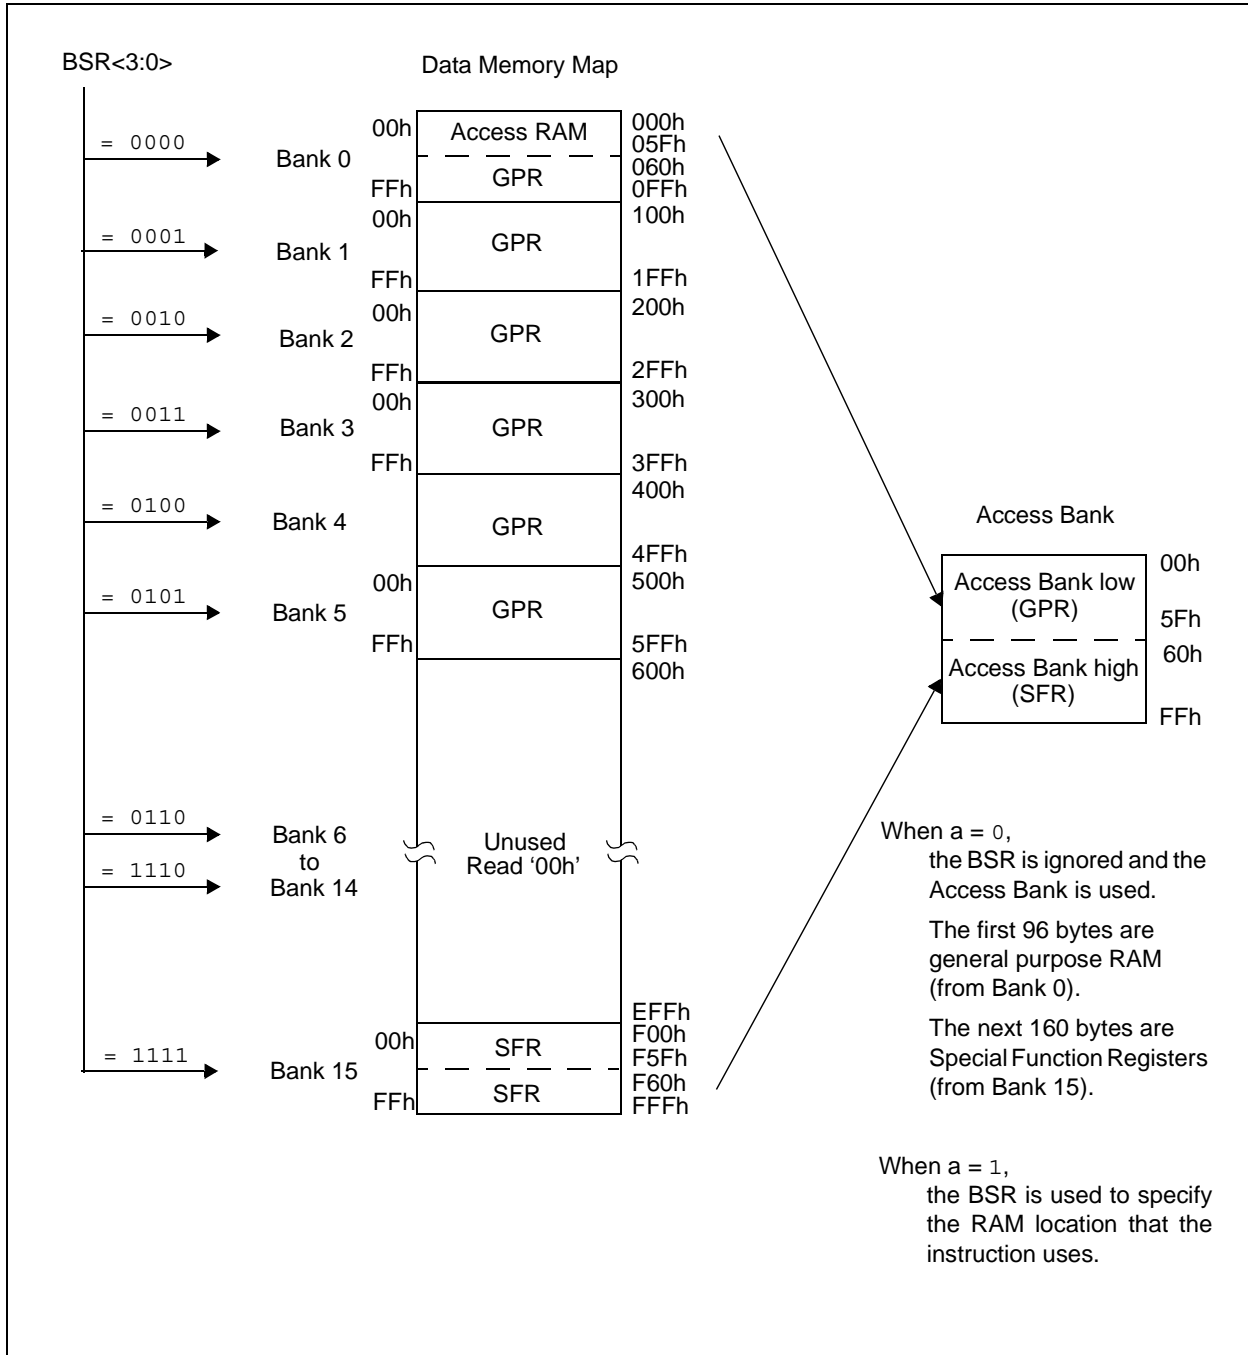 BSR<3:0>
Data Memory Map
= 0000
Bank 0
00h
Access RAM
000h
05Fh
060h
FFh
GPR
0FFh
= 0001
Bank 1
00h
GPR
100h
FFh
1FFh
= 0010
Bank 2
00h
GPR
200h
FFh
2FFh
= 0011
Bank 3
00h
GPR
300h
FFh
3FFh
= 0100
Bank 4
GPR
400h
4FFh
= 0101
Bank 5
00h
GPR
500h
FFh
5FFh
600h
= 0110
= 1110
Bank 6
to
Bank 14
Unused
Read ‘00h’
EFFh
= 1111
Bank 15
00h
SFR
F00h
F5Fh
F60h
FFh
SFR
FFFh
Access Bank
Access Bank low
(GPR)
00h
5Fh
Access Bank high
(SFR)
60h
FFh
When a = 0,
the BSR is ignored and the
Access Bank is used.
The first 96 bytes are
general purpose RAM
(from Bank 0).
The next 160 bytes are
Special Function Registers
(from Bank 15).
When a = 1,
the BSR is used to specify
the RAM location that the
instruction uses.